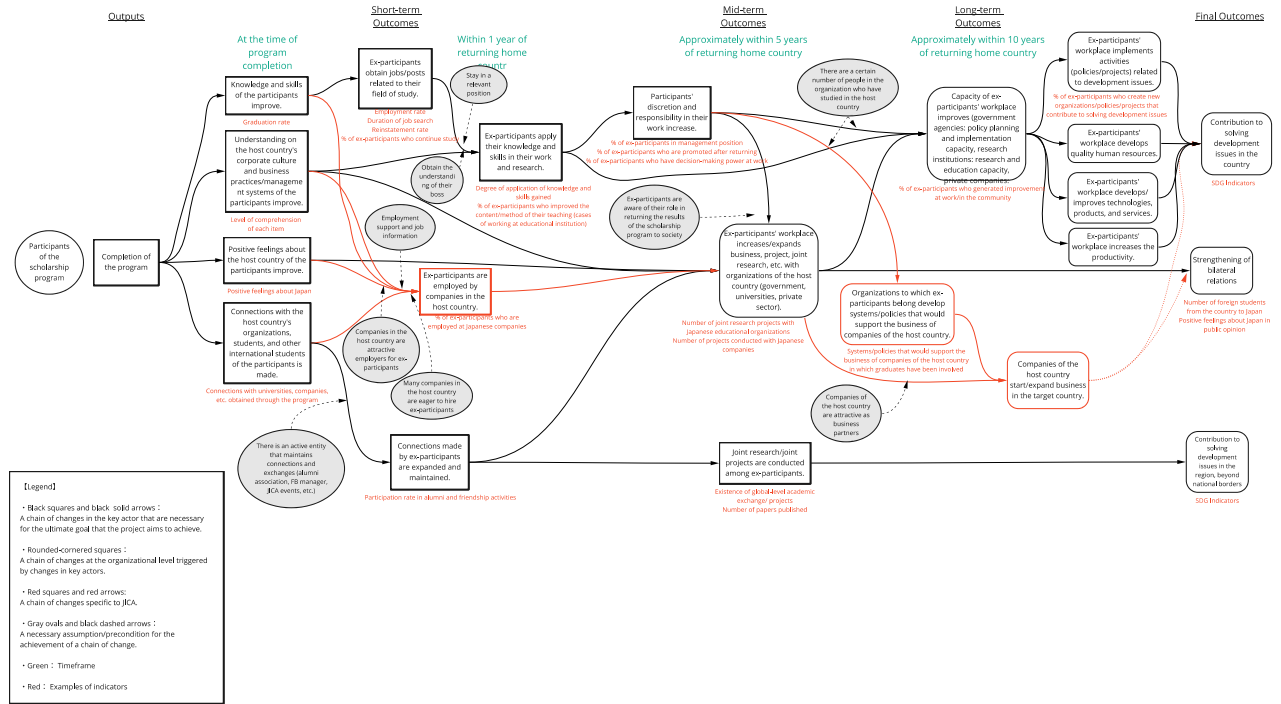 Outputs
Short-term
Outcomes
Mid-term
Outcomes
Long-term
Outcomes
Final Outcomes
At the time of
program
completion
Within 1 year of
returning home
countr
Approximately within 5 years
of returning home country
Approximately within 10 years
of returning home country
Participants
of the
scholarship
program
Completion of
the program
Knowledge and skills
of the participants
improve.
Graduation rate
Understanding on
the host country's
corporate culture
and business
practices/manageme
nt systems of the
participants improve.
Level of comprehension
of each item
Positive feelings about
the host country of the
participants improve.
Positive feelings about Japan
Connections with the
host country's
organizations,
students, and other
international students
of the participants is
made.
Connections with universities, companies,
etc. obtained through the program
There is an active entity
that maintains
connections and
exchanges (alumni
association, FB manager,
JICA events, etc.)
Ex-participants
obtain jobs/posts
related to their
field of study.
Employment rate
Duration of job search
Reinstatement rate
% of ex-participants who continue study
Stay in a
relevant
position
Obtain the
understandi
ng of their
boss
Employment
support and job
information
Companies in the
host country are
attractive
employers for ex-
participants
Many companies in
the host country
are eager to hire
ex-participants
Ex-participants apply
their knowledge and
skills in their work
and research.
Degree of application of knowledge and
skills gained
% of ex-participants who improved the
content/method of their teaching (cases
of working at educational institution)
Ex-participants are
employed by
companies in the
host country.
% of ex-participants who are
employed at Japanese companies
Connections made
by ex-participants
are expanded and
maintained.
Participation rate in alumni and friendship activities
Participants'
discretion and
responsibility in their
work increase.
% of ex-participants in management position
% of ex-participants who are promoted after returning
% of ex-participants who have decision-making power at work
There are a certain
number of people in the
organization who have
studied in the host
country
Ex-participants are
aware of their role in
returning the results
of the scholarship
program to society
Ex-participants' workplace
increases/expands
business, project, joint
research, etc. with
organizations of the host
country (government,
universities, private
sector).
Number of joint research projects with
Japanese educational organizations
Number of projects conducted with Japanese
companies
Joint research/joint
projects are conducted
among ex-participants.
Existence of global-level academic
exchange/ projects
Number of papers published
Organizations to which ex-
participants belong develop
systems/policies that would
support the business of
companies of the host country.
Systems/policies that would support the
business of companies of the host country
in which graduates have been involved
Companies of
the host country
are attractive as
business
partners
Capacity of ex-
participants' workplace
improves (government
agencies: policy planning
and implementation
capacity, research
institutions: research and
education capacity,
private companies:
% of ex-participants who generated improvement
at work/in the community
Companies of the
host country
start/expand business
in the target country.
Ex-participants'
workplace implements
activities
(policies/projects) related
to development issues.
% of ex-participants who create new
organizations/policies/projects that
contribute to solving development issues
Ex-participants'
workplace develops
quality human resources.
Ex-participants'
workplace develops/
improves technologies,
products, and services.
Ex-participants'
workplace increases the
productivity.
Contribution to
solving
development
issues in the
country
SDG Indicators
Strengthening of
bilateral
relations
Number of foreign students
from the country to Japan
Positive feelings about Japan in
public opinion
Contribution to
solving
development
issues in the
region, beyond
national borders
SDG Indicators
【Legend】
・Black squares and black solid arrows：
A chain of changes in the key actor that are necessary
for the ultimate goal that the project aims to achieve.
・Rounded-cornered squares：
A chain of changes at the organizational level triggered
by changes in key actors.
・Red squares and red arrows:
A chain of changes specific to JICA.
・Gray ovals and black dashed arrows：
A necessary assumption/precondition for the
achievement of a chain of change.
・Green： Timeframe
・Red： Examples of indicators